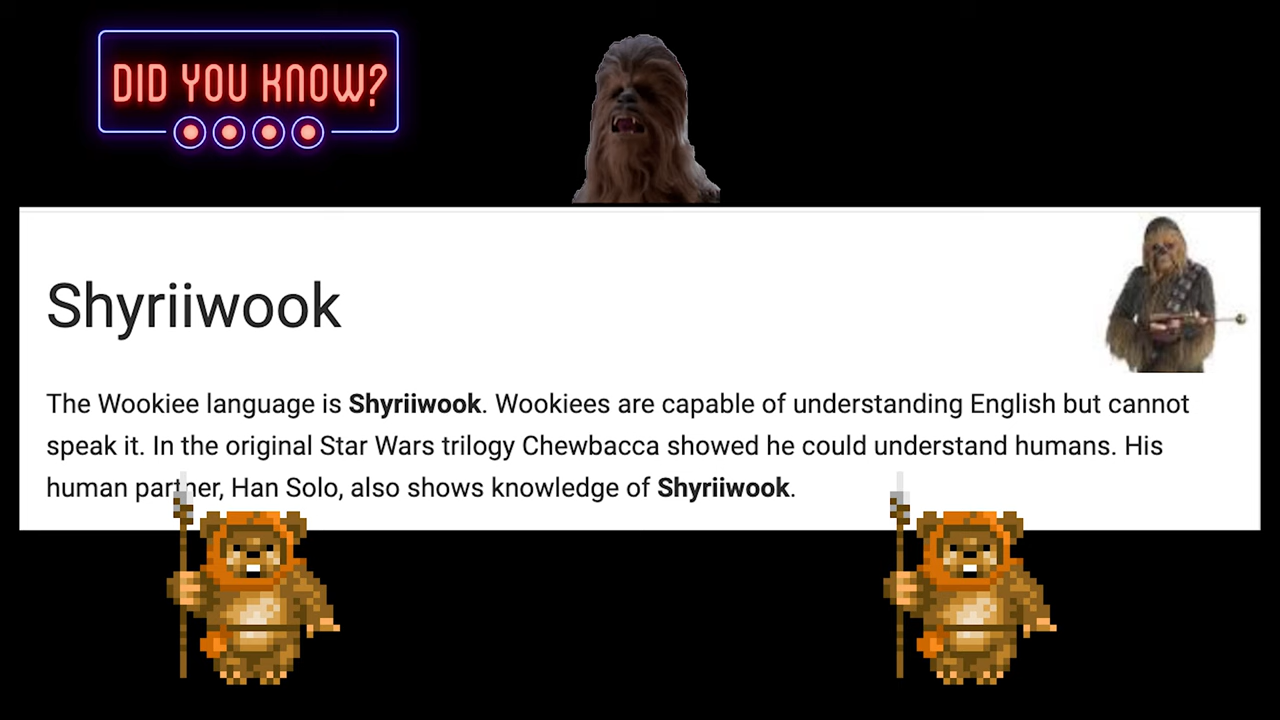 DID YOU KNOW?
Shyriiwook
The Wookiee language is Shyriiwook. Wookiees are capable of understanding English but cannot
speak it. In the original Star Wars trilogy Chewbacca showed he could understand humans. His
human partner, Han Solo, also shows knowledge of Shyriiwook.